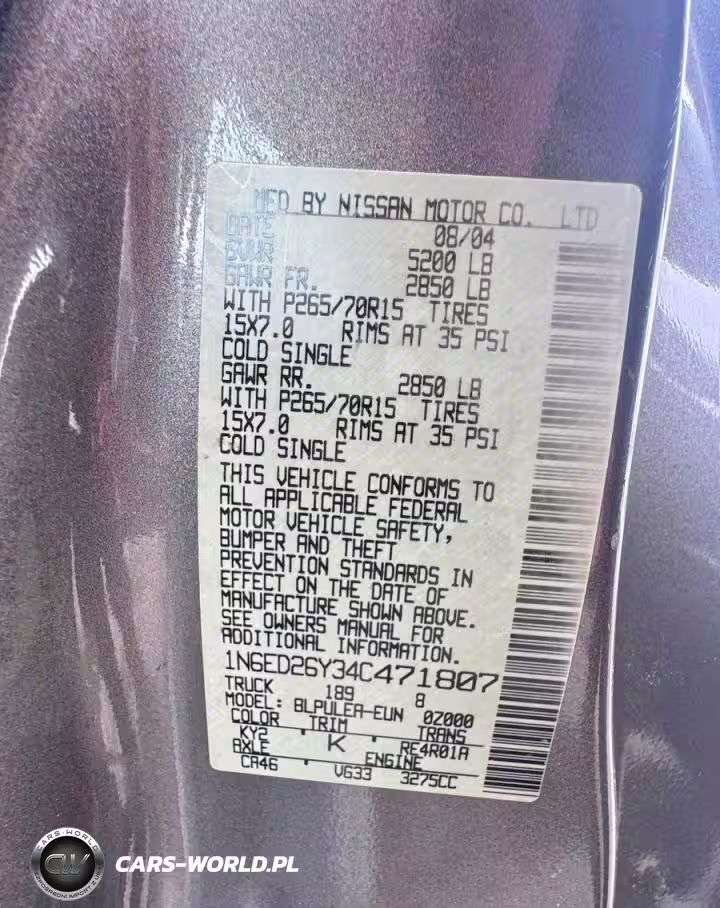 MFD BY NISSAN MOTOR CO. LTD
DATE 08/04
GVWR 5200 LB
GAWR FR. 2850 LB
WITH P265/70R15 TIRES
15X7.0 RIMS AT 35 PSI
COLD SINGLE
GAWR RR. 2850 LB
WITH P265/70R15 TIRES
15X7.0 RIMS AT 35 PSI
COLD SINGLE
THIS VEHICLE CONFORMS TO
ALL APPLICABLE FEDERAL
MOTOR VEHICLE SAFETY,
BUMPER AND THEFT
PREVENTION STANDARDS IN
EFFECT ON THE DATE OF
MANUFACTURE SHOWN ABOVE.
SEE OWNERS MANUAL FOR
ADDITIONAL INFORMATION.
1N6ED26Y34C471807
TRUCK 189 8
MODEL: BLPULEA-EUN 0Z000
COLOR TRIM TRANS
KY2 K RE4R01A
AXLE ENGINE
CA46 VG33 3275CC
CARS-WORLD
CW
CARS-WORLD.PL